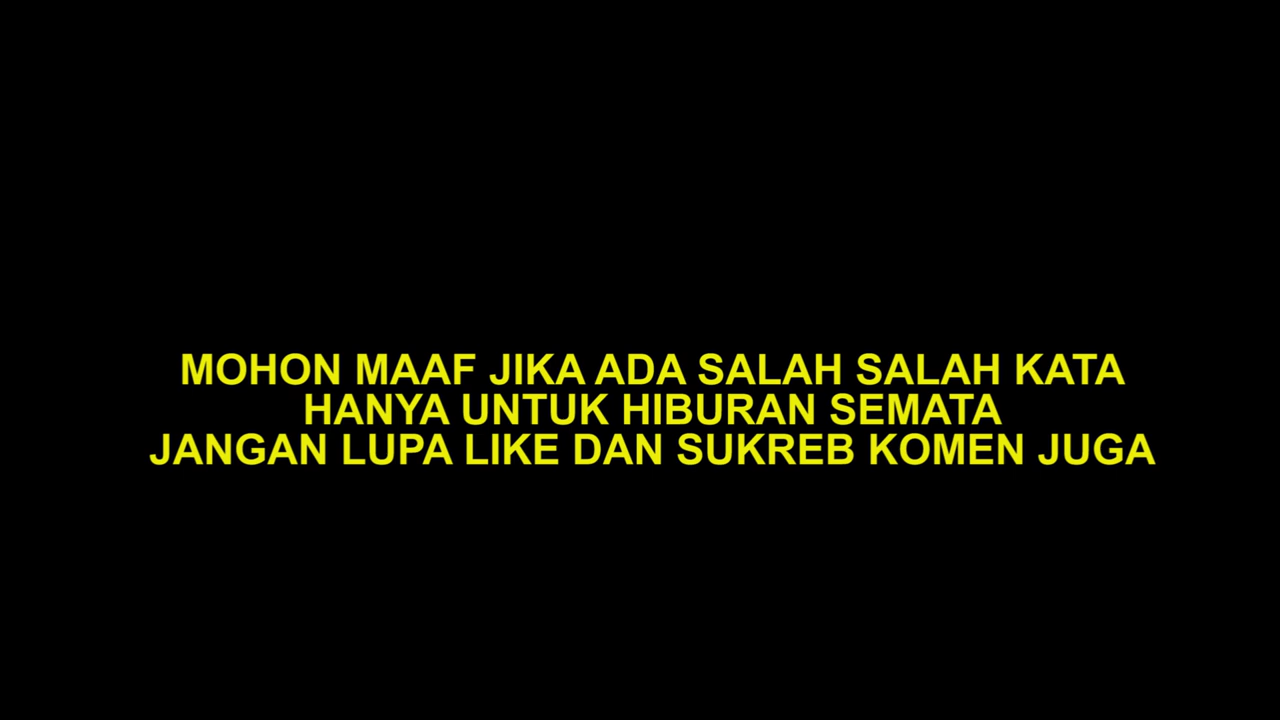 MOHON MAAF JIKA ADA SALAH SALAH KATA
HANYA UNTUK HIBURAN SEMATA
JANGAN LUPA LIKE DAN SUKREB KOMEN JUGA